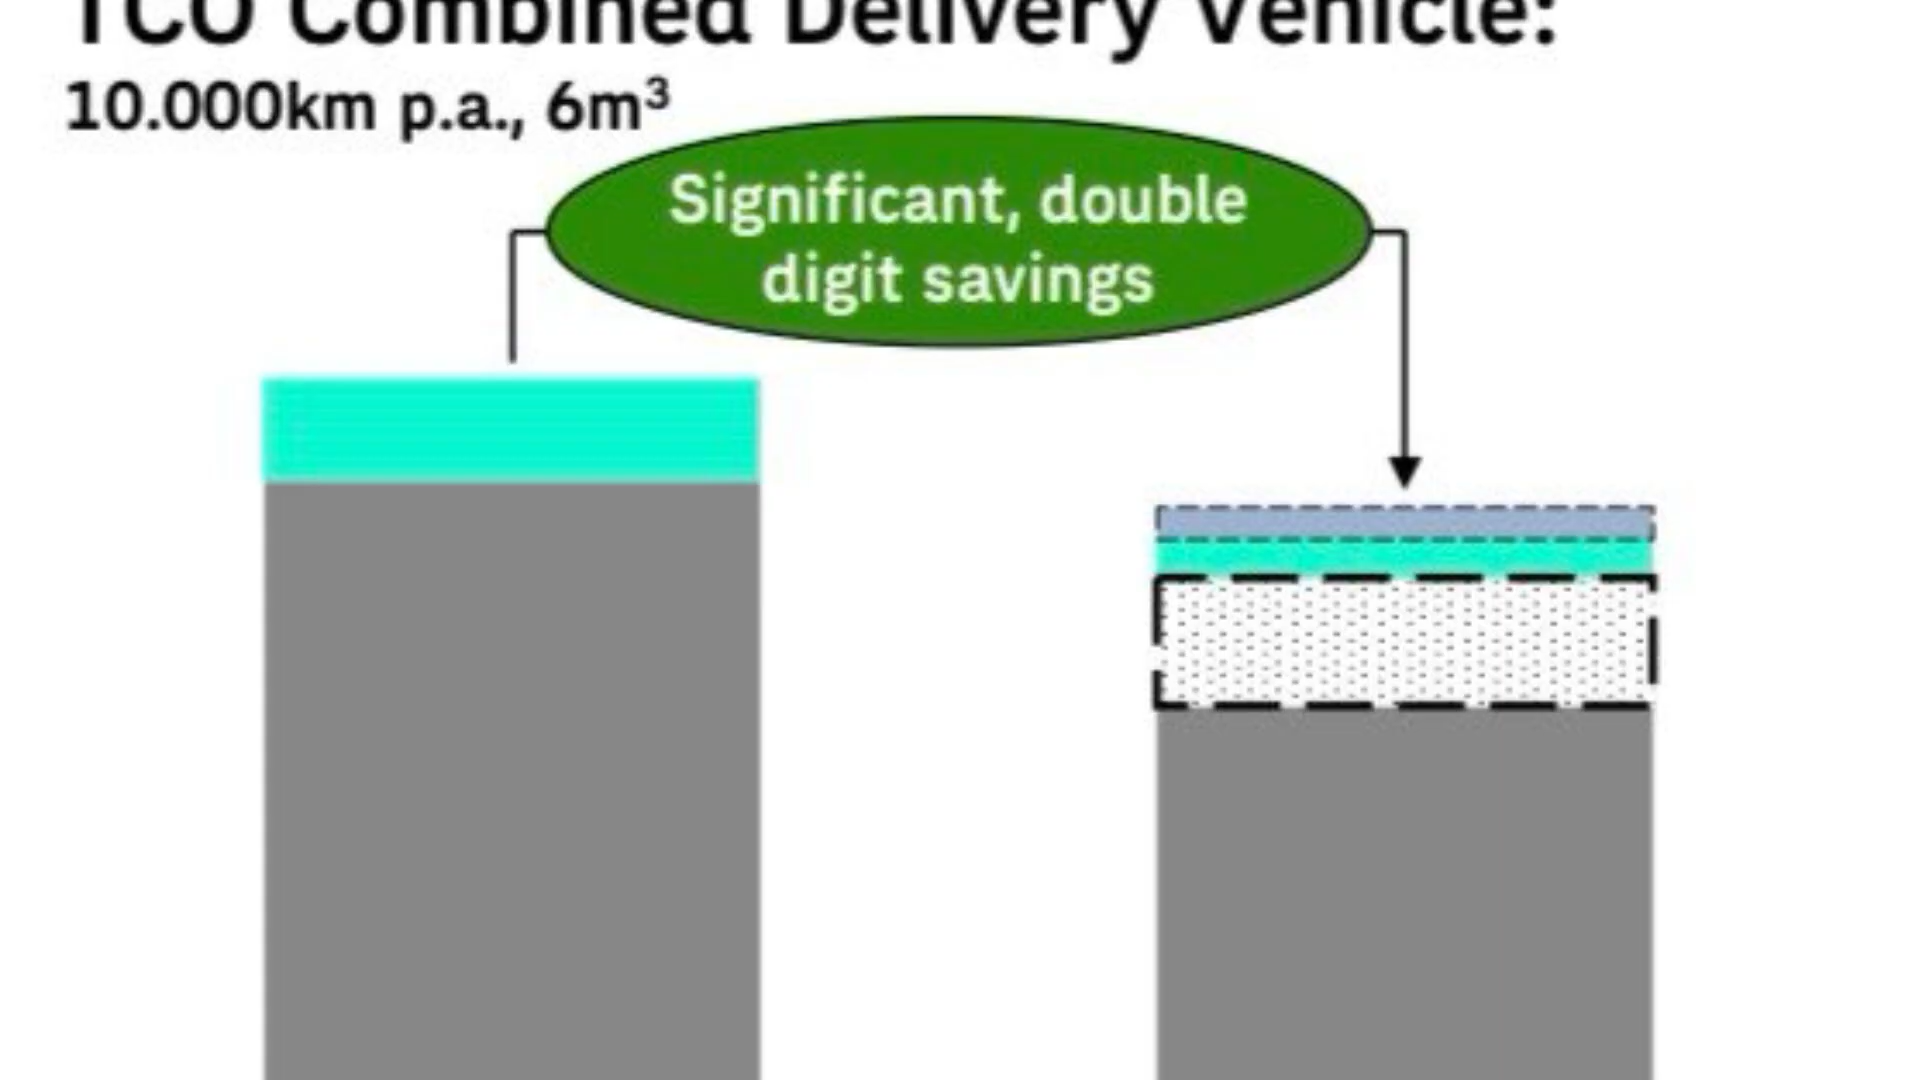 TCO Combined Delivery Vehicle:
10.000km p.a., 6m³
Significant, double
digit savings